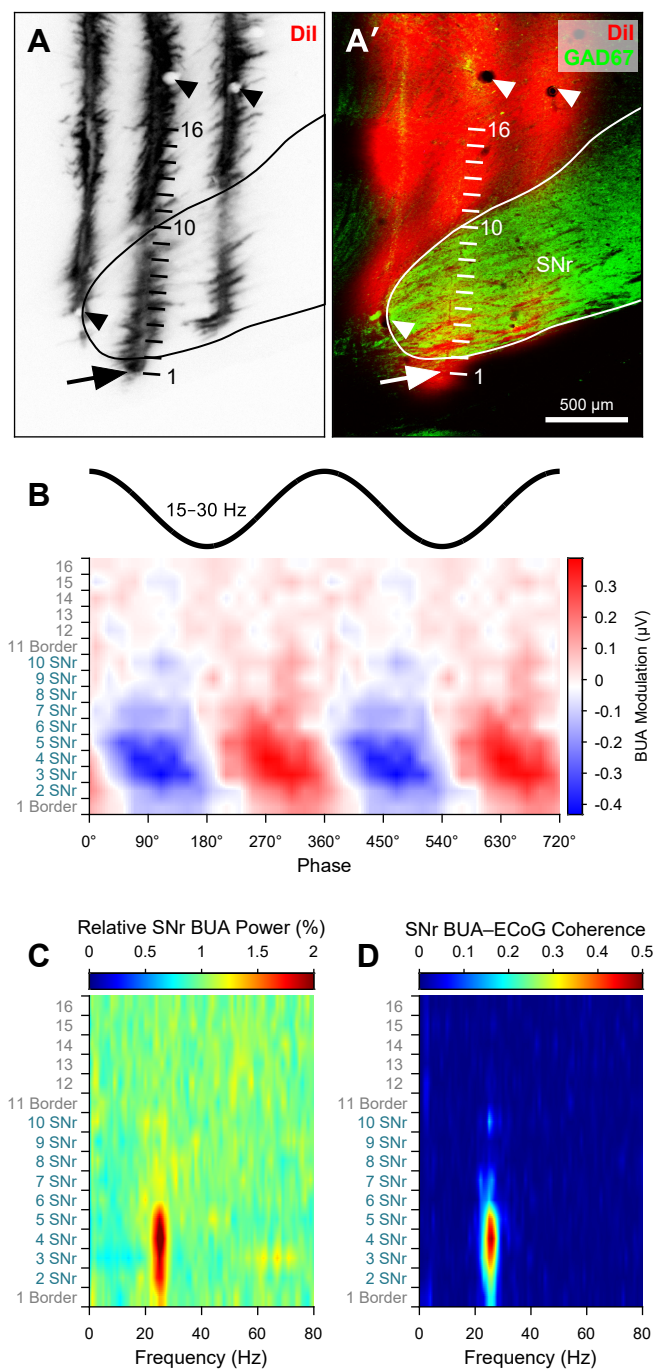 A
DiI
16
10
1
A′
DiI
GAD67
16
10
SNr
1
500 µm
B
15–30 Hz
16
15
14
13
12
11 Border
10 SNr
9 SNr
8 SNr
7 SNr
6 SNr
5 SNr
4 SNr
3 SNr
2 SNr
1 Border
0° 90° 180° 270° 360° 450° 540° 630° 720°
Phase
0.3
0.2
0.1
0
-0.1
-0.2
-0.3
-0.4
BUA Modulation (µV)
C
Relative SNr BUA Power (%)
0 0.5 1 1.5 2
16
15
14
13
12
11 Border
10 SNr
9 SNr
8 SNr
7 SNr
6 SNr
5 SNr
4 SNr
3 SNr
2 SNr
1 Border
0 20 40 60 80
Frequency (Hz)
D
SNr BUA–ECoG Coherence
0 0.1 0.2 0.3 0.4 0.5
16
15
14
13
12
11 Border
10 SNr
9 SNr
8 SNr
7 SNr
6 SNr
5 SNr
4 SNr
3 SNr
2 SNr
1 Border
0 20 40 60 80
Frequency (Hz)